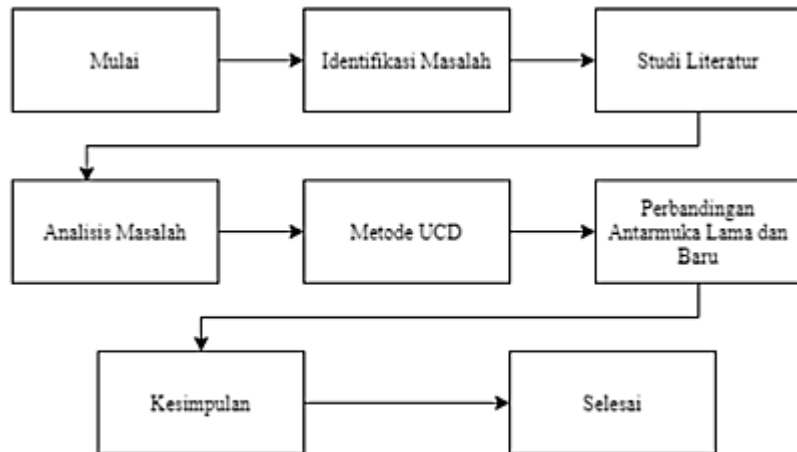 Mulai
Identifikasi Masalah
Studi Literatur
Analisis Masalah
Metode UCD
Perbandingan
Antarmuka Lama dan
Baru
Kesimpulan
Selesai